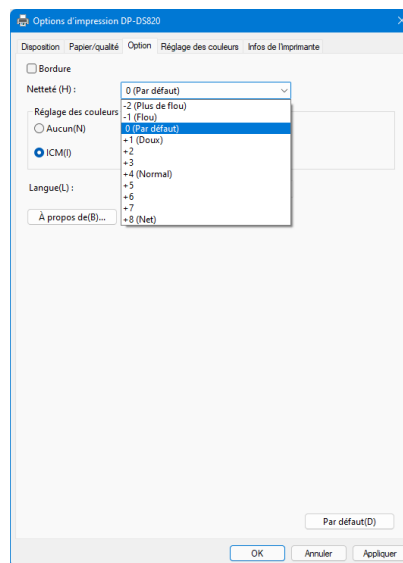 Options d'impression DP-DS820
Disposition Papier/qualité Option Réglage des couleurs Infos de l'imprimante
Bordure
Netteté (H) : 0 (Par défaut)
-2 (Plus de flou)
-1 (Flou)
Réglage des couleurs 0 (Par défaut)
Aucun(N) +1 (Doux)
+2
ICM(I) +3
+4 (Normal)
Langue(L) : +5
+6
+7
À propos de(B)... +8 (Net)
Par défaut(D)
OK Annuler Appliquer